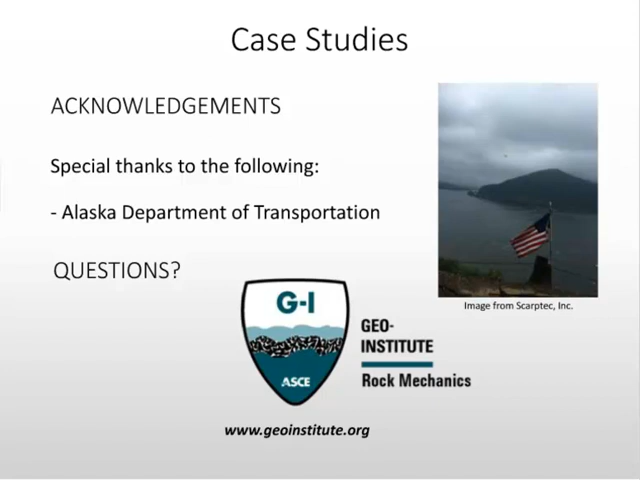 Case Studies
ACKNOWLEDGEMENTS
Special thanks to the following:
- Alaska Department of Transportation
QUESTIONS?
Image from Scarptec, Inc.
G-I
ASCE
GEO-
INSTITUTE
Rock Mechanics
www.geoinstitute.org